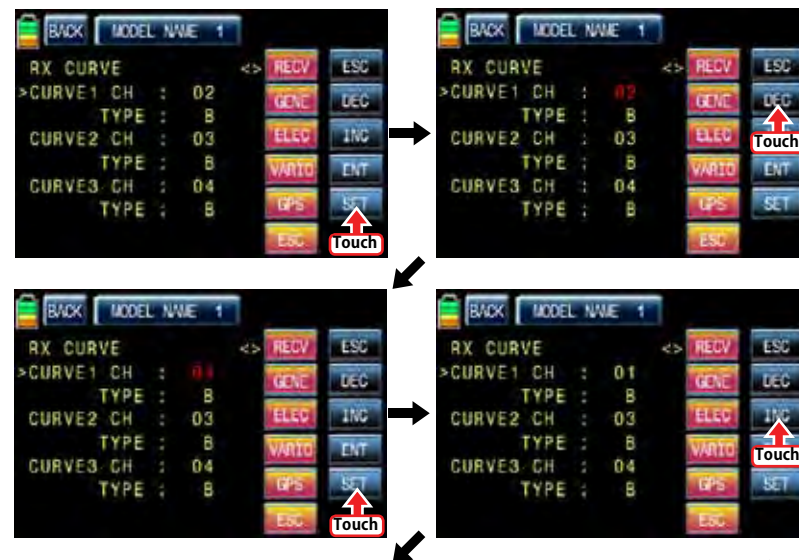 BACK MODEL NAME 1
RX CURVE <> RECV ESC
>CURVE1 CH : 02
GENE DEC
TYPE : B
CURVE2 CH : 03 ELEC INC
TYPE : B
VARIO ENT
CURVE3 CH : 04
TYPE : B GPS SET
ESC Touch
BACK MODEL NAME 1
RX CURVE <> RECV ESC
>CURVE1 CH : 02
GENE DEC
TYPE : B
CURVE2 CH : 03 ELEC Touch
TYPE : B
VARIO ENT
CURVE3 CH : 04
TYPE : B GPS SET
ESC
BACK MODEL NAME 1
RX CURVE <> RECV ESC
>CURVE1 CH : 01
GENE DEC
TYPE : B
CURVE2 CH : 03 ELEC INC
TYPE : B
VARIO ENT
CURVE3 CH : 04
TYPE : B GPS SET
ESC Touch
BACK MODEL NAME 1
RX CURVE <> RECV ESC
>CURVE1 CH : 01
GENE DEC
TYPE : B
CURVE2 CH : 03 ELEC INC
TYPE : B
VARIO Touch
CURVE3 CH : 04
TYPE : B GPS SET
ESC